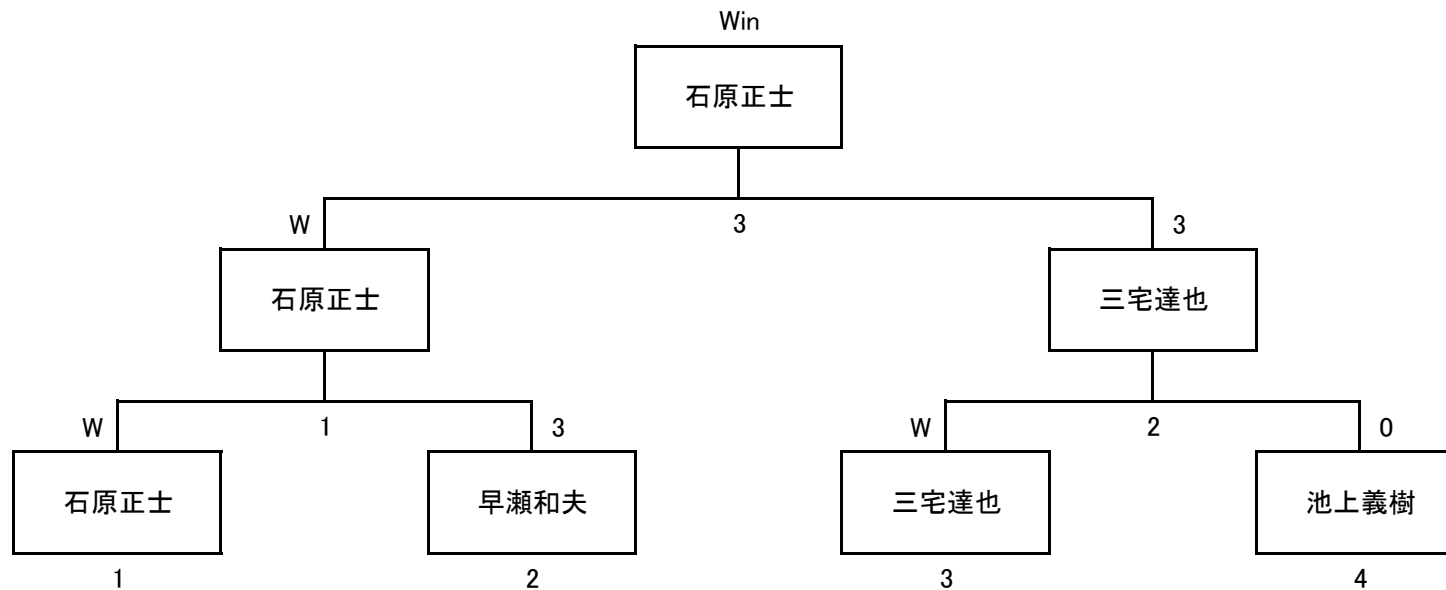 Win
石原正士
W 3 3
石原正士 三宅達也
W 1 3 W 2 0
石原正士 早瀬和夫 三宅達也 池上義樹
1 2 3 4